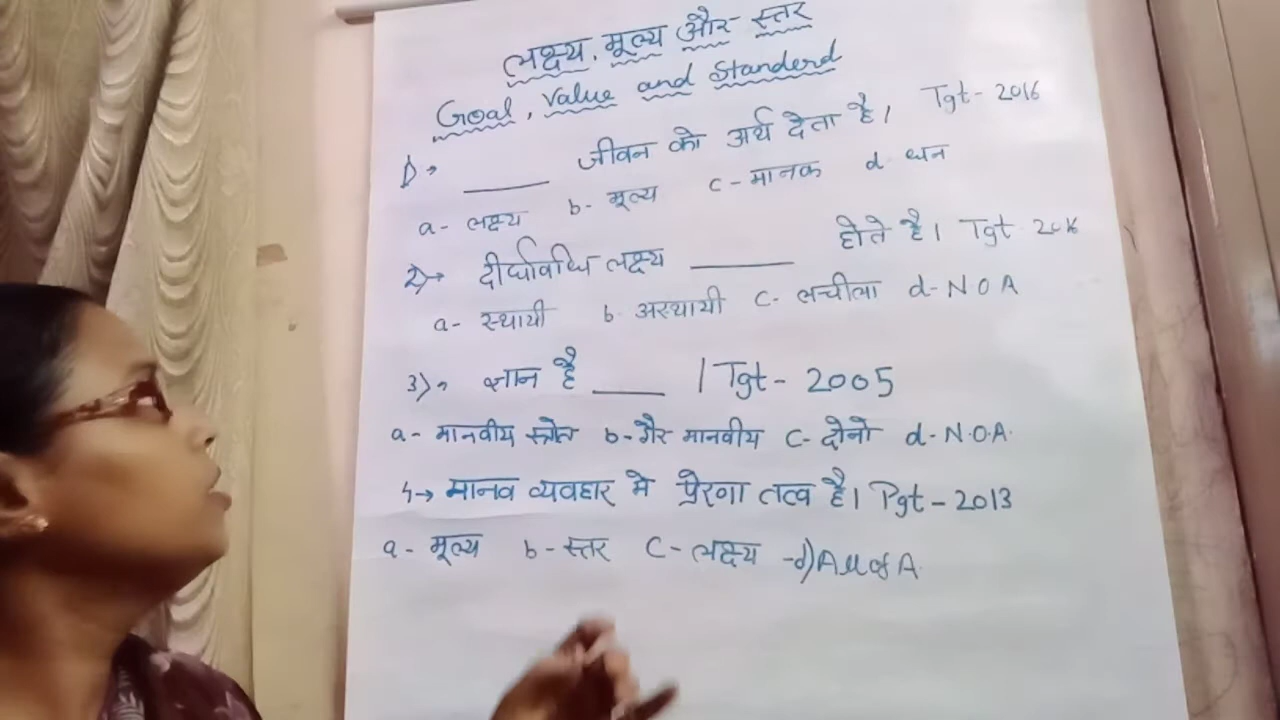 लक्ष्य, मूल्य और स्तर
Goal, Value and Standerd
1)→ ______ जीवन को अर्थ देता है। Tgt - 2016
a- लक्ष्य b- मूल्य c- मानक d धन
2)→ दीर्घावधि लक्ष्य ______ होते है। Tgt 2016
a- स्थायी b- अस्थायी c- लचीला d- N.O A
3)→ ज्ञान है ______ | Tgt - 2005
a- मानवीय स्त्रोत b- गैर मानवीय c- दोनो d- N.O.A.
4→ मानव व्यवहार मे प्रेरणा तत्व है। Pgt - 2013
a- मूल्य b- स्तर C- लक्ष्य -d) All of A.